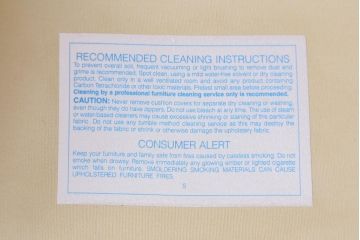 RECOMMENDED CLEANING INSTRUCTIONS
To prevent overall soil, frequent vacuuming or light brushing to remove dust and
grime is recommended. Spot clean, using a mild water-free solvent or dry cleaning
product. Clean only in a well ventilated room and avoid any product containing
Carbon Tetrachloride or other toxic materials. Pretest small area before proceeding.
Cleaning by a professional furniture cleaning service only is recommended.
CAUTION: Never remove cushion covers for separate dry cleaning or washing,
even though they do have zippers. Do not use bleach at any time. The use of steam
or water-based cleaners may cause excessive shrinking or staining of this particular
fabric. Do not use any tumble method cleaning service as this may destroy the
backing of the fabric or shrink or otherwise damage the upholstery fabric.
CONSUMER ALERT
Keep your furniture and family safe from fires caused by careless smoking. Do not
smoke when drowsy. Remove immediately any glowing ember or lighted cigarette
which falls on furniture. SMOLDERING SMOKING MATERIALS CAN CAUSE
UPHOLSTERED FURNITURE FIRES.
S